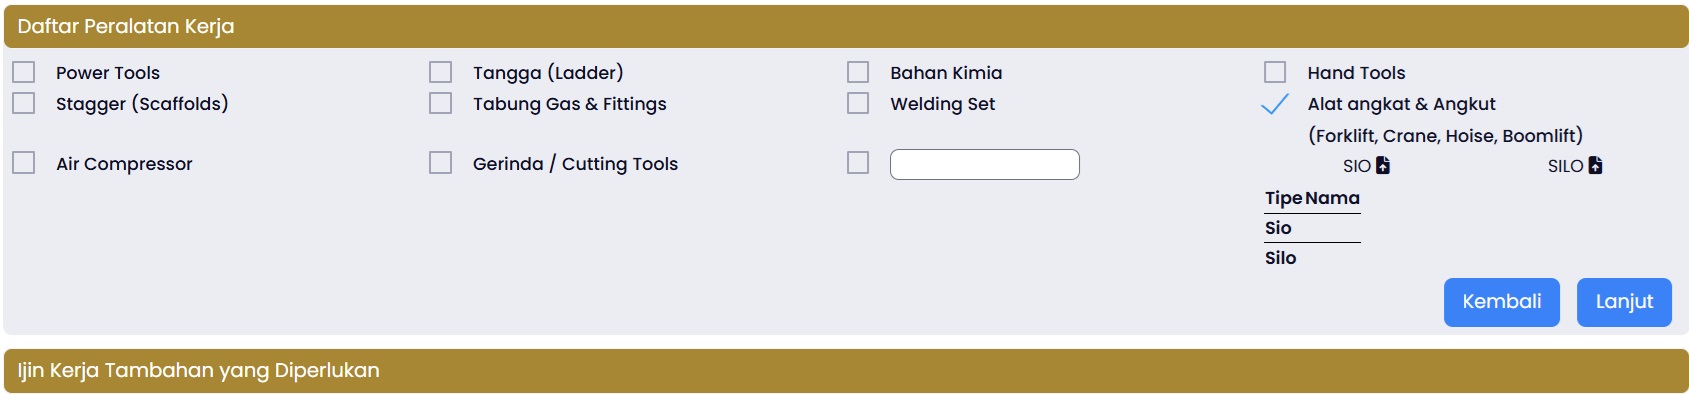 Daftar Peralatan Kerja
Power Tools
Tangga (Ladder)
Bahan Kimia
Hand Tools
Stagger (Scaffolds)
Tabung Gas & Fittings
Welding Set
Alat angkat & Angkut
(Forklift, Crane, Hoise, Boomlift)
Air Compressor
Gerinda / Cutting Tools
SIO
SILO
Tipe Nama
Sio
Silo
Kembali
Lanjut
Ijin Kerja Tambahan yang Diperlukan